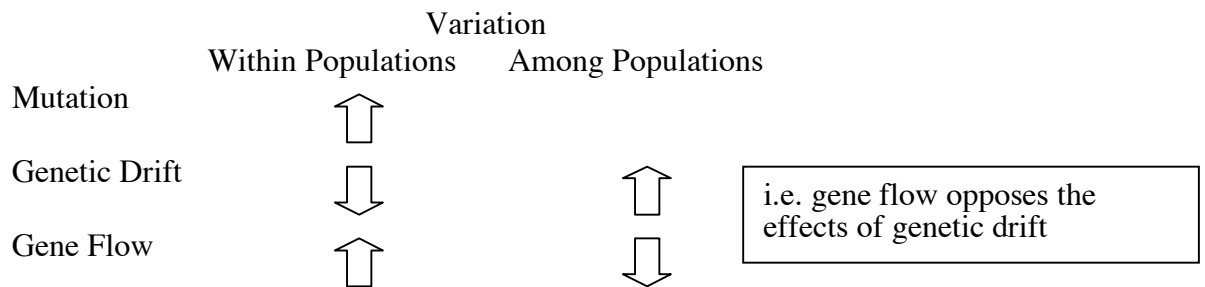 Variation
Within Populations Among Populations
Mutation
Genetic Drift
i.e. gene flow opposes the
effects of genetic drift
Gene Flow